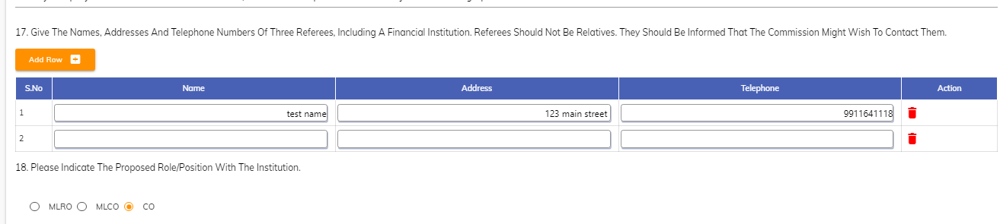 17. Give The Names, Addresses And Telephone Numbers Of Three Referees, Including A Financial Institution. Referees Should Not Be Relatives. They Should Be Informed That The Commission Might Wish To Contact Them.
Add Row
S.No Name Address Telephone Action
1 test name 123 main street 9911641118
2
18. Please Indicate The Proposed Role/Position With The Institution.
MLRO MLCO CO